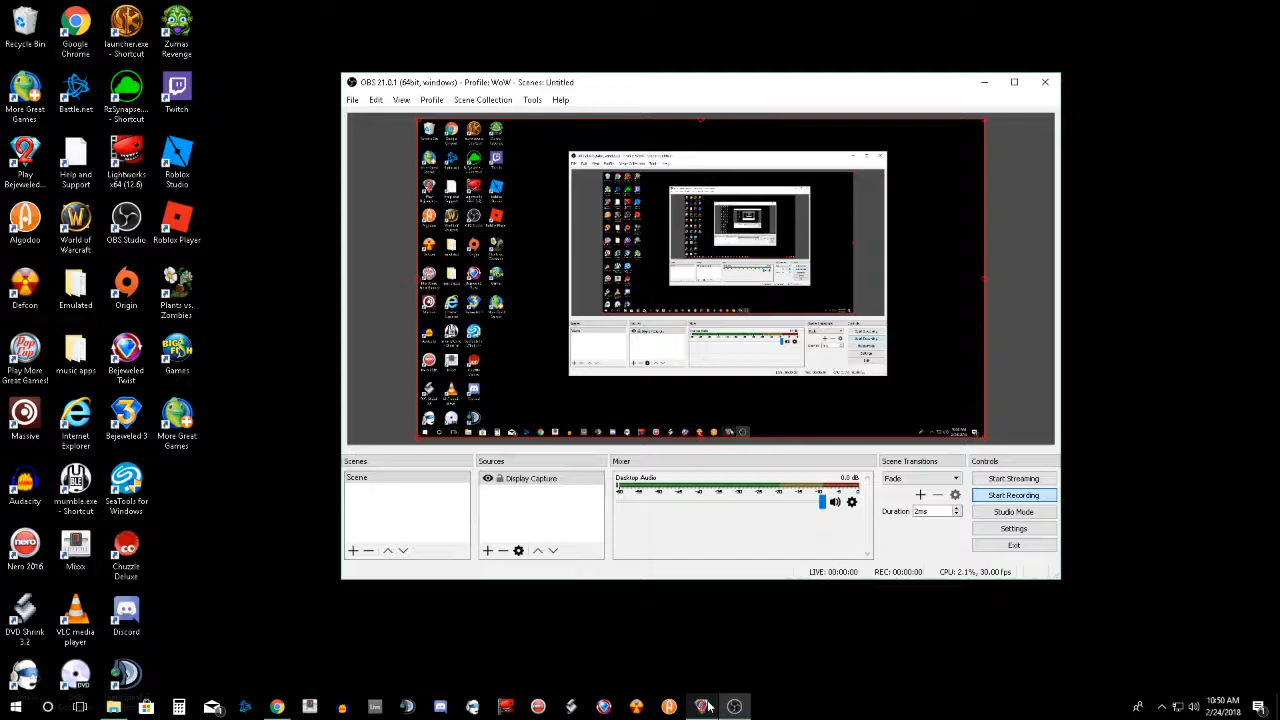 Recycle Bin
Google Chrome
launcher.exe - Shortcut
Zumas Revenge
More Great Games
Battle.net
RzSynapse.... - Shortcut
Twitch
Play Bejeweled...
Help and Support
Lightworks x64 (12.6)
Roblox Studio
Algodoo
World of Warcraft
OBS Studio
Roblox Player
Defcon
Emulated
Origin
Plants vs. Zombies
Play More Great Games!
music apps
Bejeweled Twist
Games
Massive
Internet Explorer
Bejeweled 3
More Great Games
Audacity
mumble.exe - Shortcut
SeaTools for Windows
Nero 2016
Mixxx
Chuzzle Deluxe
DVD Shrink 3.2
VLC media player
Discord
OBS 21.0.1 (64bit, windows) - Profile: WoW - Scenes: Untitled
File Edit View Profile Scene Collection Tools Help
Scenes
Scene
Sources
Display Capture
Mixer
Desktop Audio 0.0 dB
Scene Transitions
Fade
Duration 2ms
Controls
Start Streaming
Start Recording
Studio Mode
Settings
Exit
LIVE: 00:00:00 REC: 00:00:00 CPU: 2.1%, 30.00 fps
10:50 AM
2/24/2018